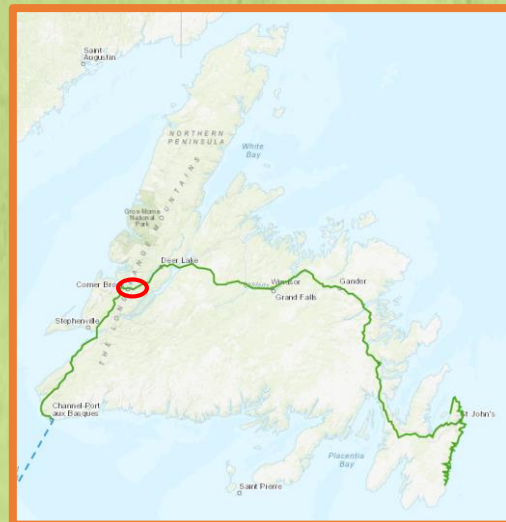 Saint-
Augustin
NORTHERN
PENINSULA
White
Bay
Gros Morne
National
Park
THE LONG RANGE MOUNTAINS
Deer Lake
Corner
Windsor
Gander
Grand Falls
Stephenville
Channel-Port
aux Basques
St John's
Placentia
Bay
Saint Pierre